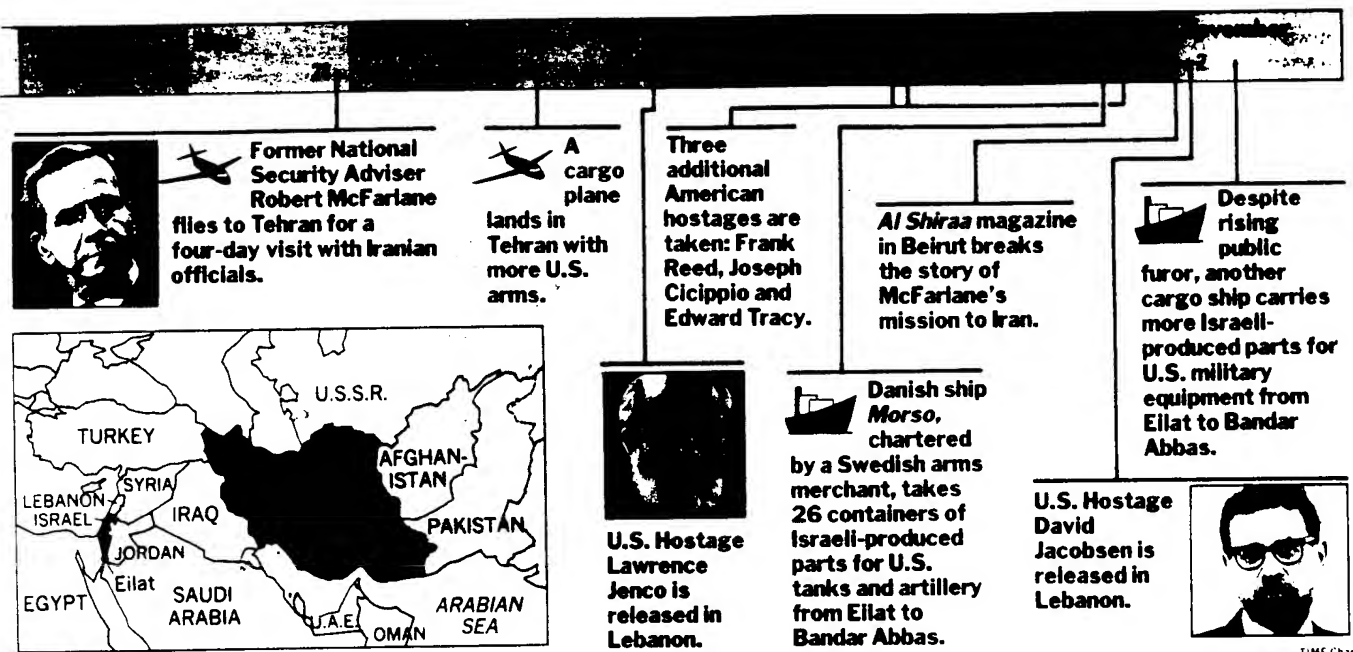 November
2
Former National
Security Adviser
Robert McFarlane
flies to Tehran for a
four-day visit with Iranian
officials.
A
cargo
plane
lands in
Tehran with
more U.S.
arms.
Three
additional
American
hostages are
taken: Frank
Reed, Joseph
Cicippio and
Edward Tracy.
Al Shiraa magazine
in Beirut breaks
the story of
McFarlane's
mission to Iran.
Despite
rising
public
furor, another
cargo ship carries
more Israeli-
produced parts for
U.S. military
equipment from
Eilat to Bandar
Abbas.
U.S. Hostage
Lawrence
Jenco is
released in
Lebanon.
Danish ship
Morso,
chartered
by a Swedish arms
merchant, takes
26 containers of
Israeli-produced
parts for U.S.
tanks and artillery
from Eilat to
Bandar Abbas.
U.S. Hostage
David
Jacobsen is
released in
Lebanon.
U.S.S.R.
TURKEY
AFGHAN-
ISTAN
SYRIA
LEBANON
ISRAEL
IRAQ
PAKISTAN
JORDAN
Eilat
EGYPT
SAUDI
ARABIA
U.A.E.
OMAN
ARABIAN
SEA
TIME